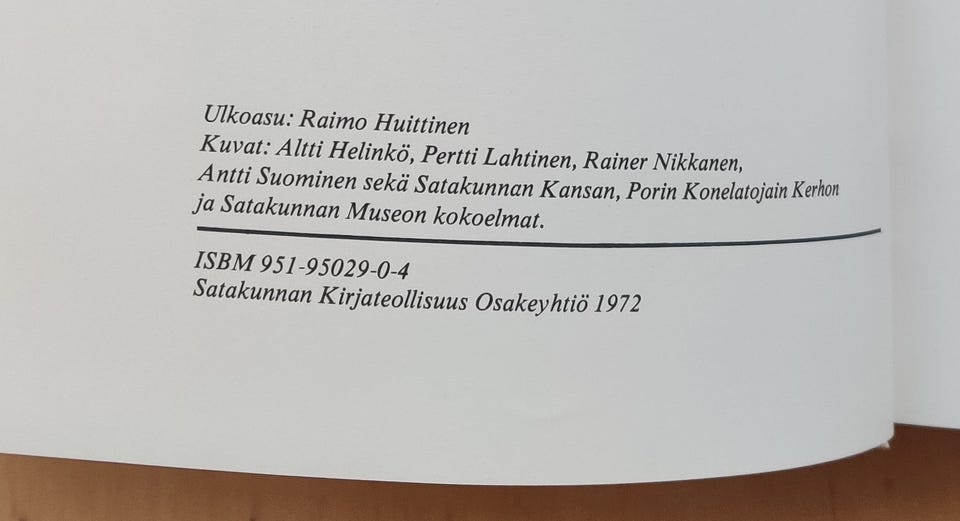 Ulkoasu: Raimo Huittinen
Kuvat: Altti Helinkö, Pertti Lahtinen, Rainer Nikkanen,
Antti Suominen sekä Satakunnan Kansan, Porin Konelatojain Kerhon
ja Satakunnan Museon kokoelmat.
ISBM 951-95029-0-4
Satakunnan Kirjateollisuus Osakeyhtiö 1972